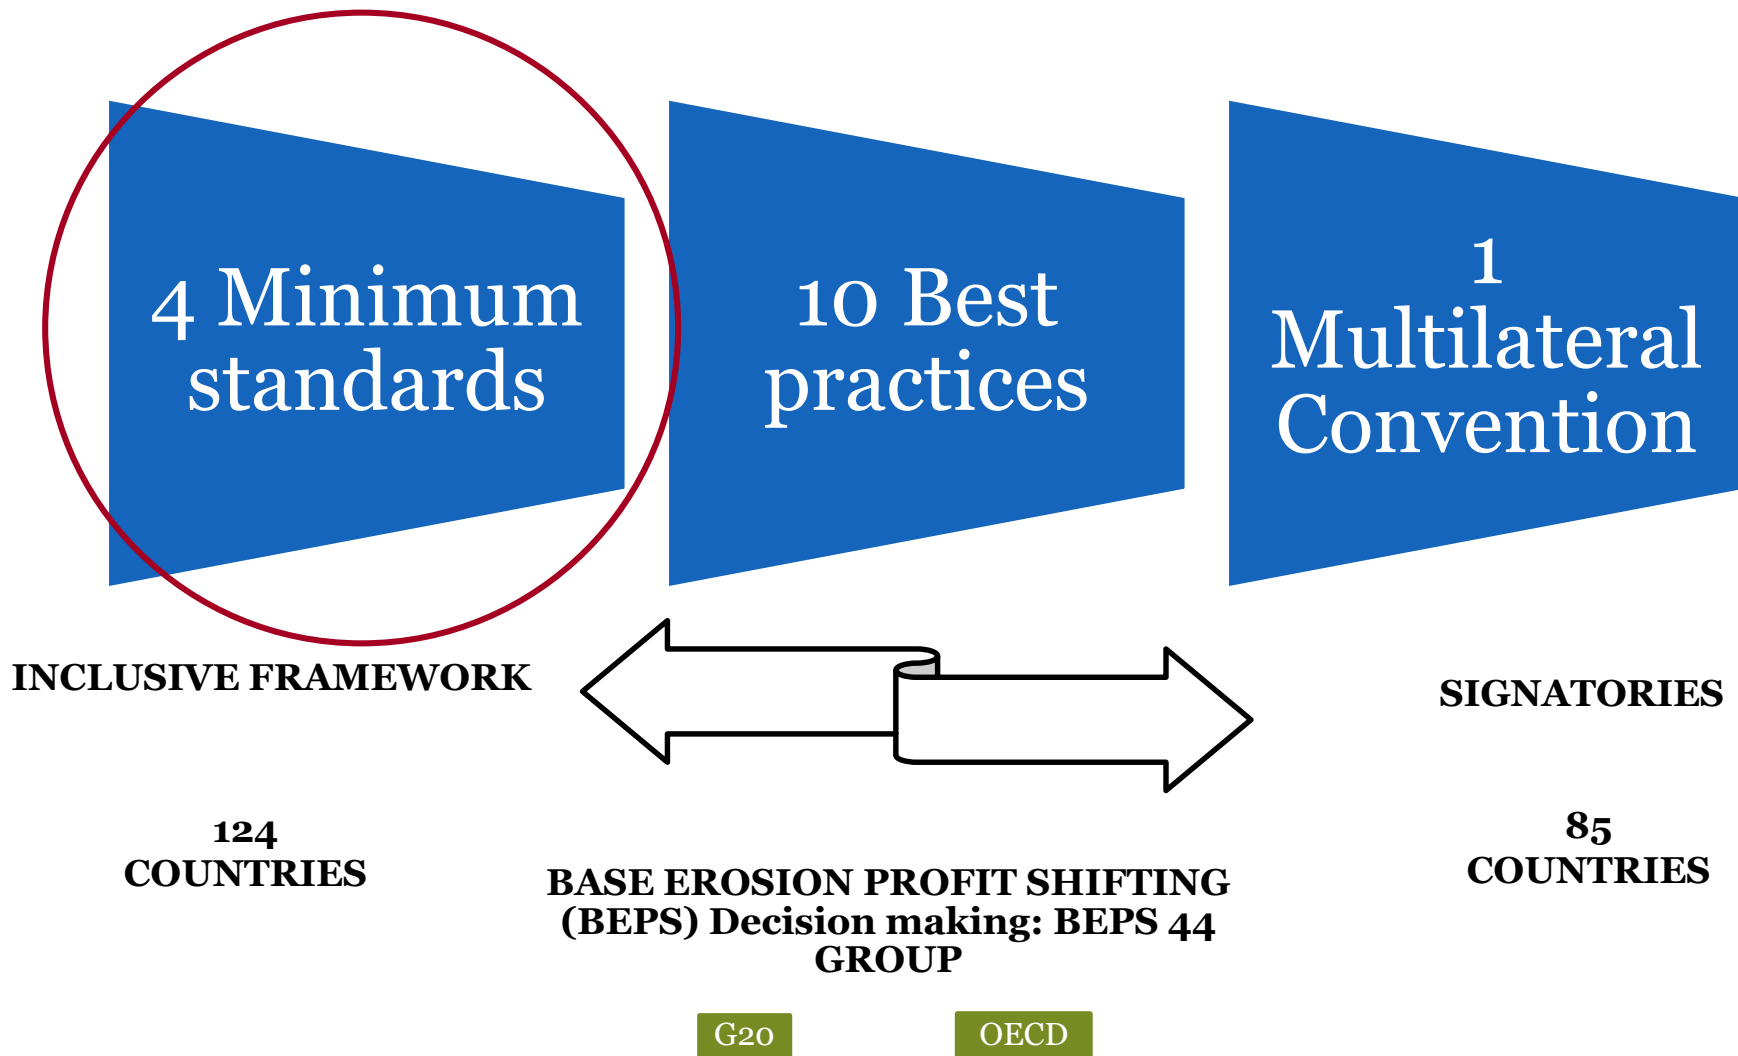 4 Minimum
standards
10 Best
practices
1
Multilateral
Convention
INCLUSIVE FRAMEWORK
SIGNATORIES
124
COUNTRIES
85
COUNTRIES
BASE EROSION PROFIT SHIFTING
(BEPS) Decision making: BEPS 44
GROUP
G20
OECD